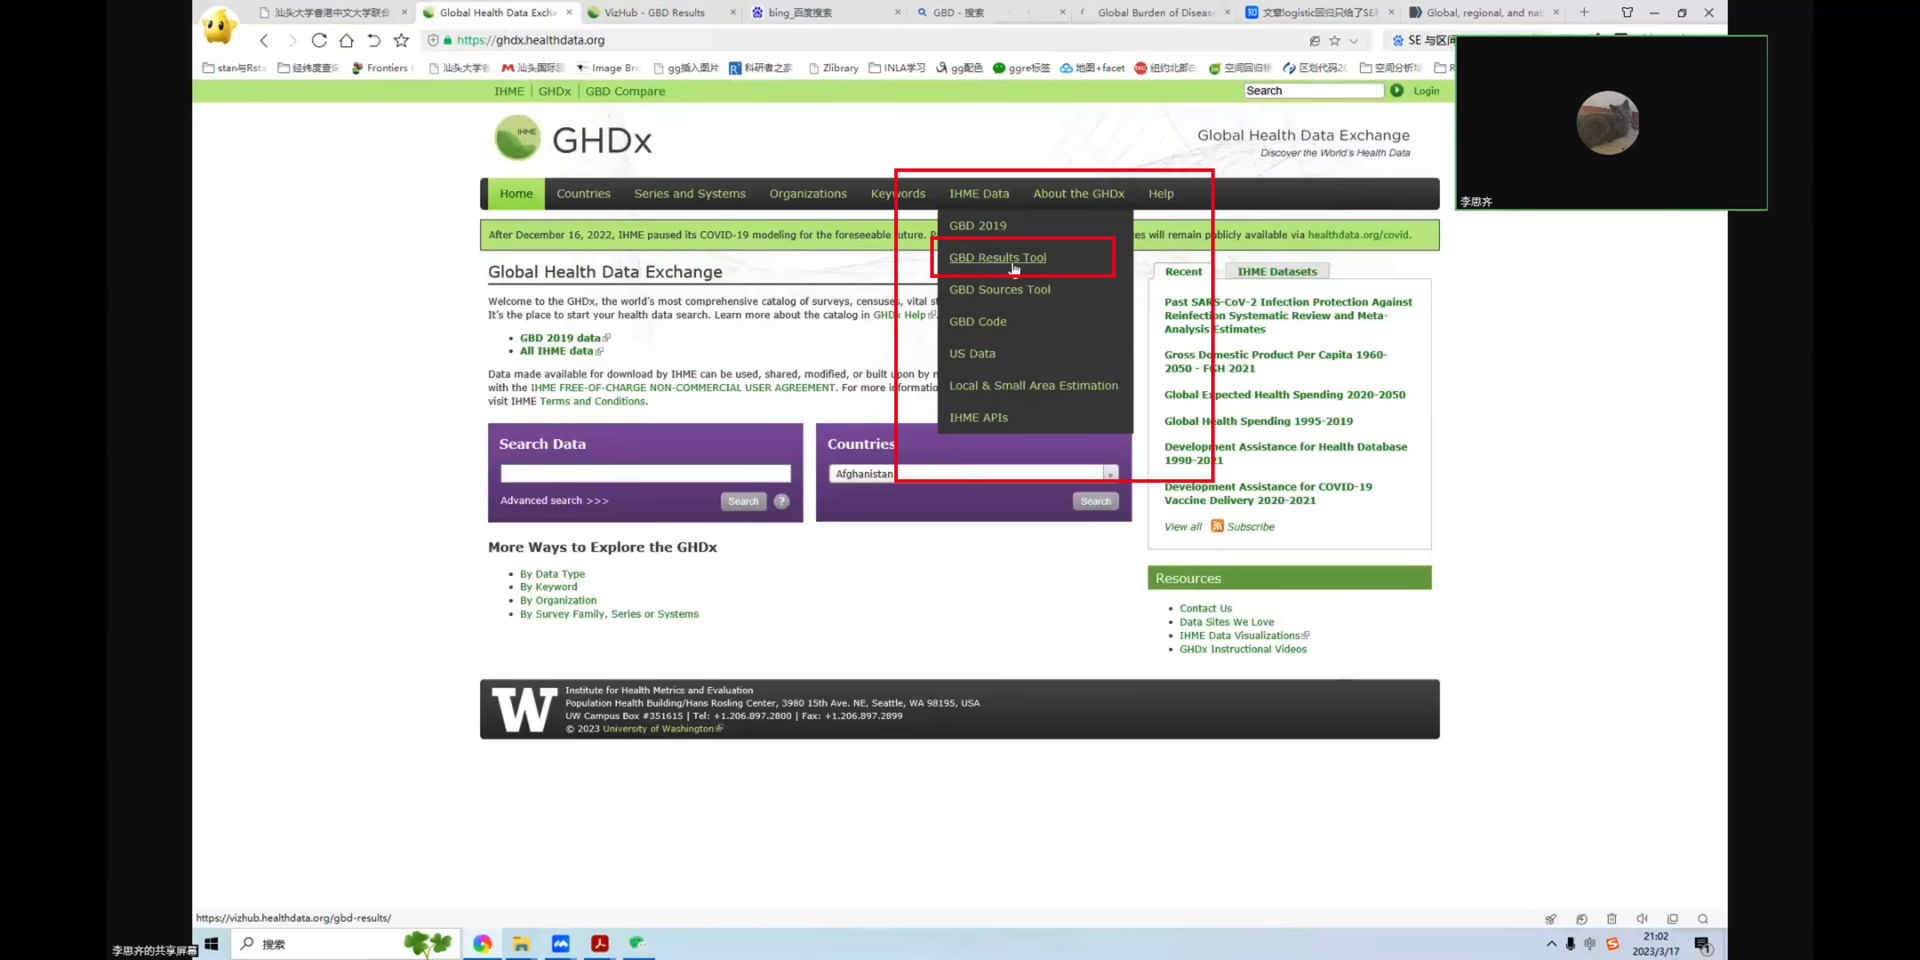 Global Health Data Excha
VizHub - GBD Results
bing_百度搜索
GBD - 搜索
Global Burden of Diseas
文章logistic回归只给了SE
Global, regional, and nat
https://ghdx.healthdata.org
SE 与区间
stan与Rsta
经纬度查询
Frontiers
汕头大学
汕头国际
Image Br
gg插入图片
科研者之家
Zlibrary
INLA学习
gg配色
ggre标签
地图+facet
纽约北部
空间回归
区划代码20
空间分析
IHME | GHDx | GBD Compare
Search
Login
IHME
GHDx
Global Health Data Exchange
Discover the World's Health Data
Home
Countries
Series and Systems
Organizations
Keywords
IHME Data
About the GHDx
Help
李思齐
GBD 2019
GBD Results Tool
GBD Sources Tool
GBD Code
US Data
Local & Small Area Estimation
IHME APIs
After December 16, 2022, IHME paused its COVID-19 modeling for the foreseeable future. P
es will remain publicly available via healthdata.org/covid.
Global Health Data Exchange
Welcome to the GHDx, the world's most comprehensive catalog of surveys, censuses, vital st
It's the place to start your health data search. Learn more about the catalog in GHDx Help.
• GBD 2019 data
• All IHME data
Data made available for download by IHME can be used, shared, modified, or built upon by n
with the IHME FREE-OF-CHARGE NON-COMMERCIAL USER AGREEMENT. For more informatio
visit IHME Terms and Conditions.
Search Data
Advanced search >>>
Search
?
Countries
Afghanistan
Search
More Ways to Explore the GHDx
• By Data Type
• By Keyword
• By Organization
• By Survey Family, Series or Systems
Recent
IHME Datasets
Past SARS-CoV-2 Infection Protection Against
Reinfection Systematic Review and Meta-
Analysis Estimates
Gross Domestic Product Per Capita 1960-
2050 - FGH 2021
Global Expected Health Spending 2020-2050
Global Health Spending 1995-2019
Development Assistance for Health Database
1990-2021
Development Assistance for COVID-19
Vaccine Delivery 2020-2021
View all
Subscribe
Resources
• Contact Us
• Data Sites We Love
• IHME Data Visualizations
• GHDx Instructional Videos
W
Institute for Health Metrics and Evaluation
Population Health Building/Hans Rosling Center, 3980 15th Ave. NE, Seattle, WA 98195, USA
UW Campus Box #351615 | Tel: +1.206.897.2800 | Fax: +1.206.897.2899
© 2023 University of Washington
https://vizhub.healthdata.org/gbd-results/
李思齐的共享屏幕
搜索
21:02
2023/3/17